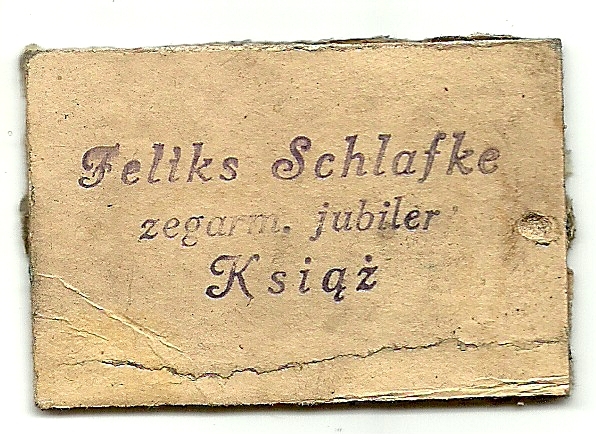 Feliks Schlafke
zegarm. jubiler
Książ